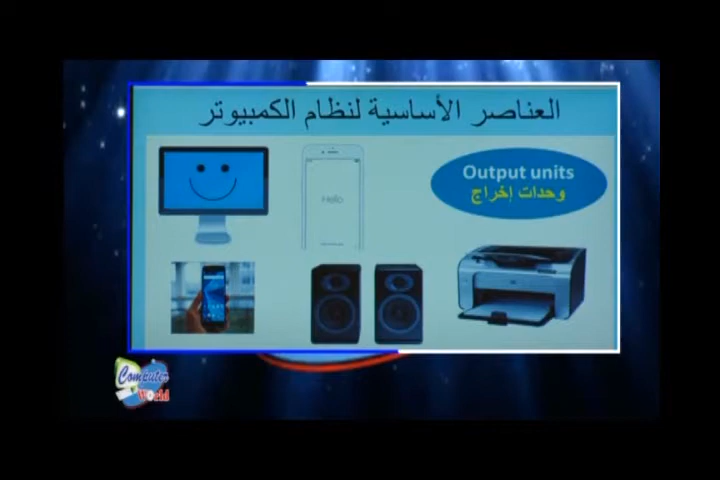 العناصر الأساسية لنظام الكمبيوتر
Output units
وحدات إخراج
Hello
Computer
World